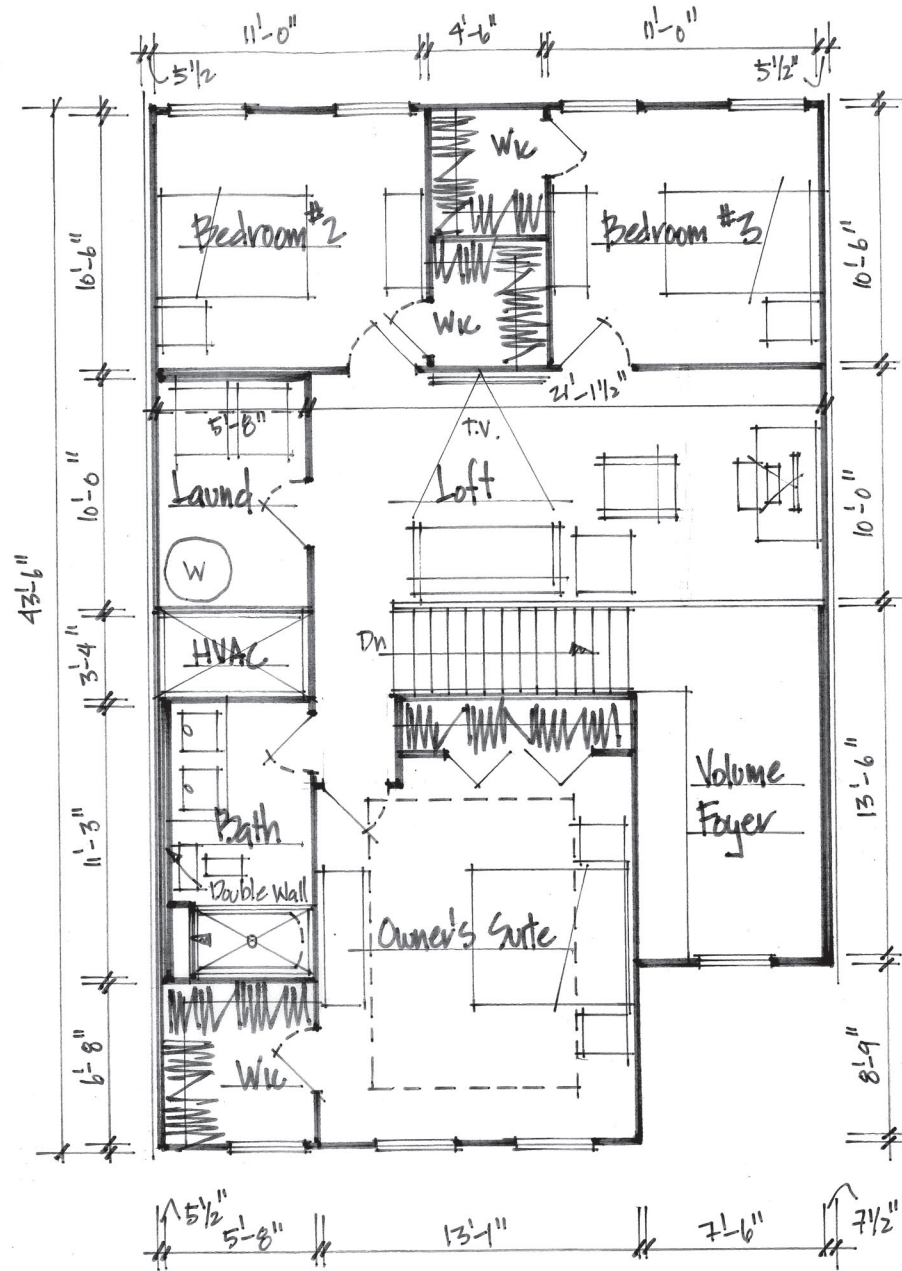 11'-0" 4'-6" 11'-0"
5 1/2 5 1/2"
WIC
Bedroom #2
Bedroom #3
16'-6"
10'-6"
WIC
21'-1 1/2"
5'-8"
T.V.
Laund
Loft
10'-0"
10'-0"
W
43'-6"
Dn
HVAC
3'-4"
Volume
Foyer
13'-6"
11'-3"
Bath
Double Wall
Owner's Suite
6'-8"
WIC
8'-9"
5 1/2"
7 1/2"
5'-8" 13'-1" 7'-6"